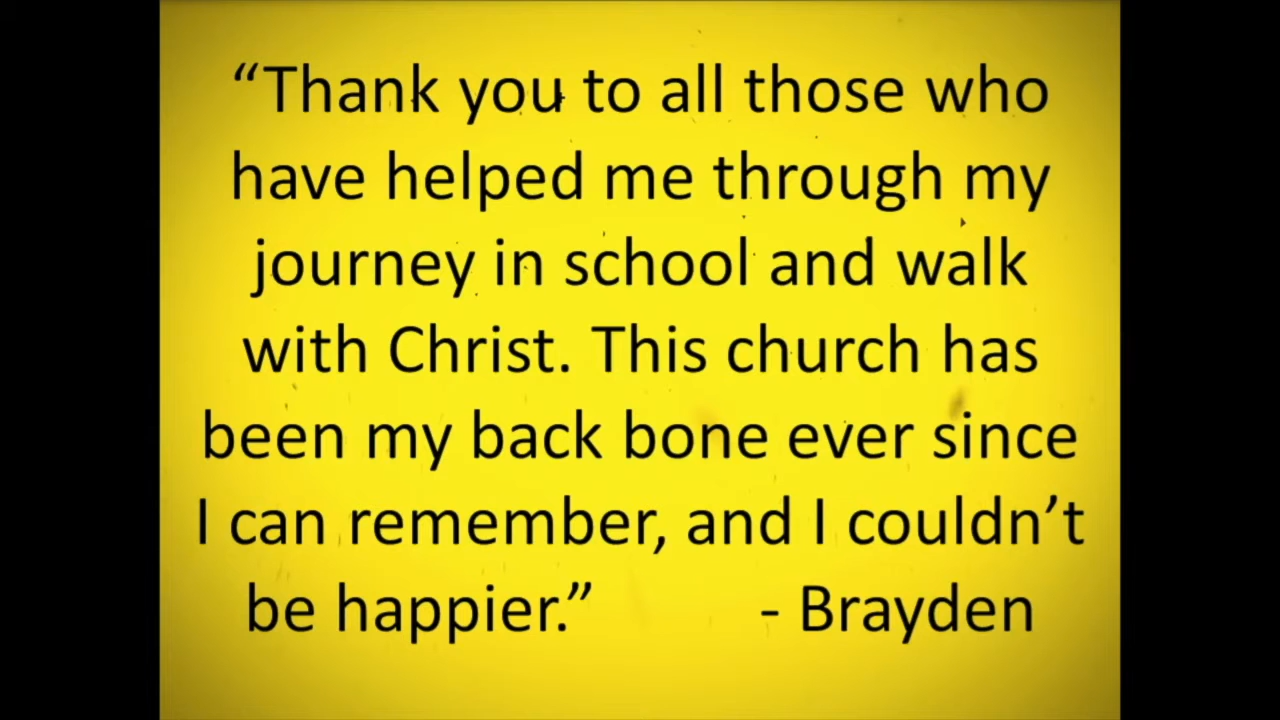 “Thank you to all those who
have helped me through my
journey in school and walk
with Christ. This church has
been my back bone ever since
I can remember, and I couldn’t
be happier.” - Brayden